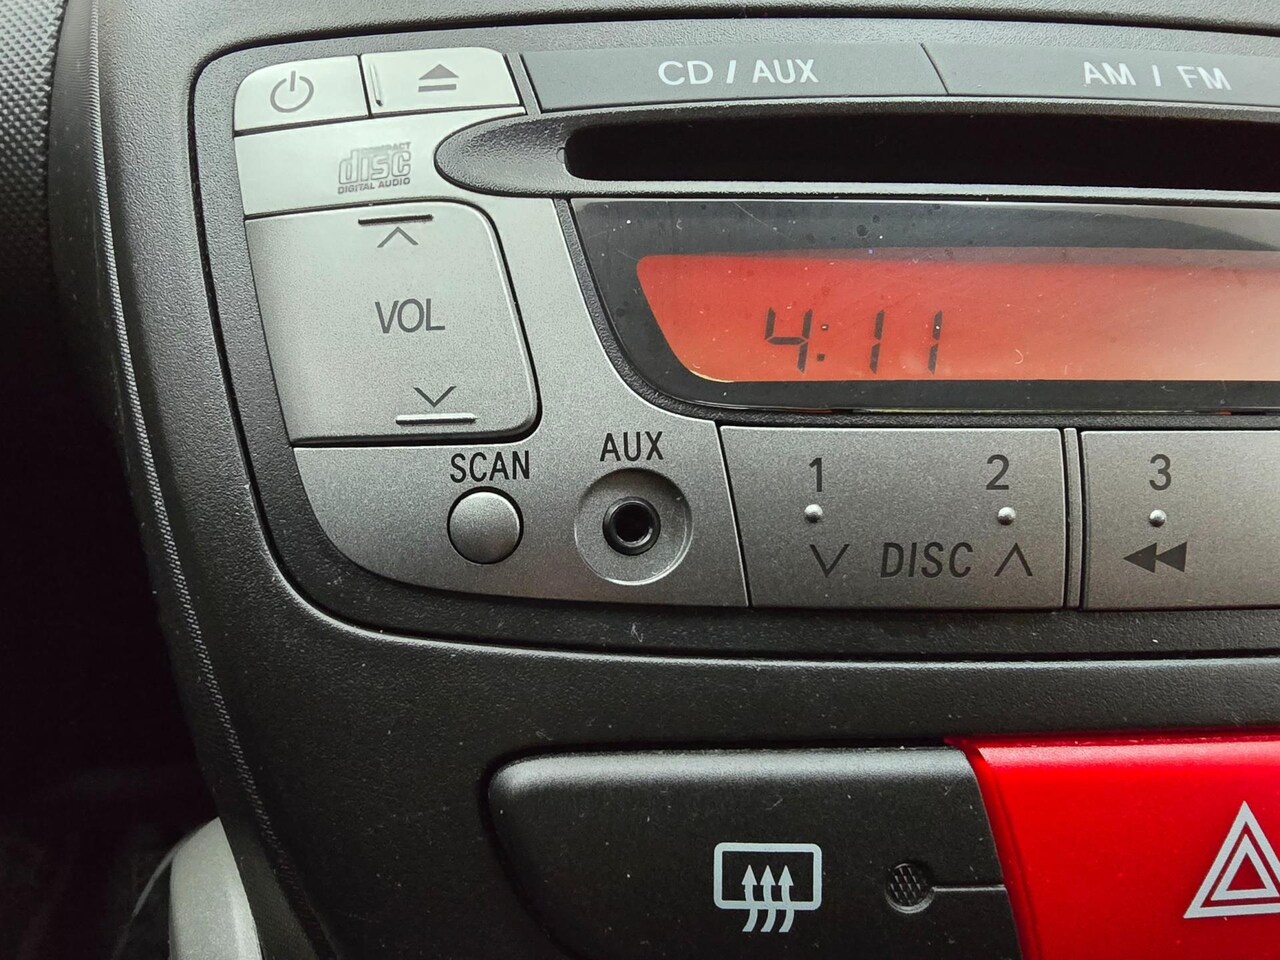 CD / AUX
AM / FM
COMPACT
disc
DIGITAL AUDIO
VOL
4:11
SCAN
AUX
1
2
3
DISC